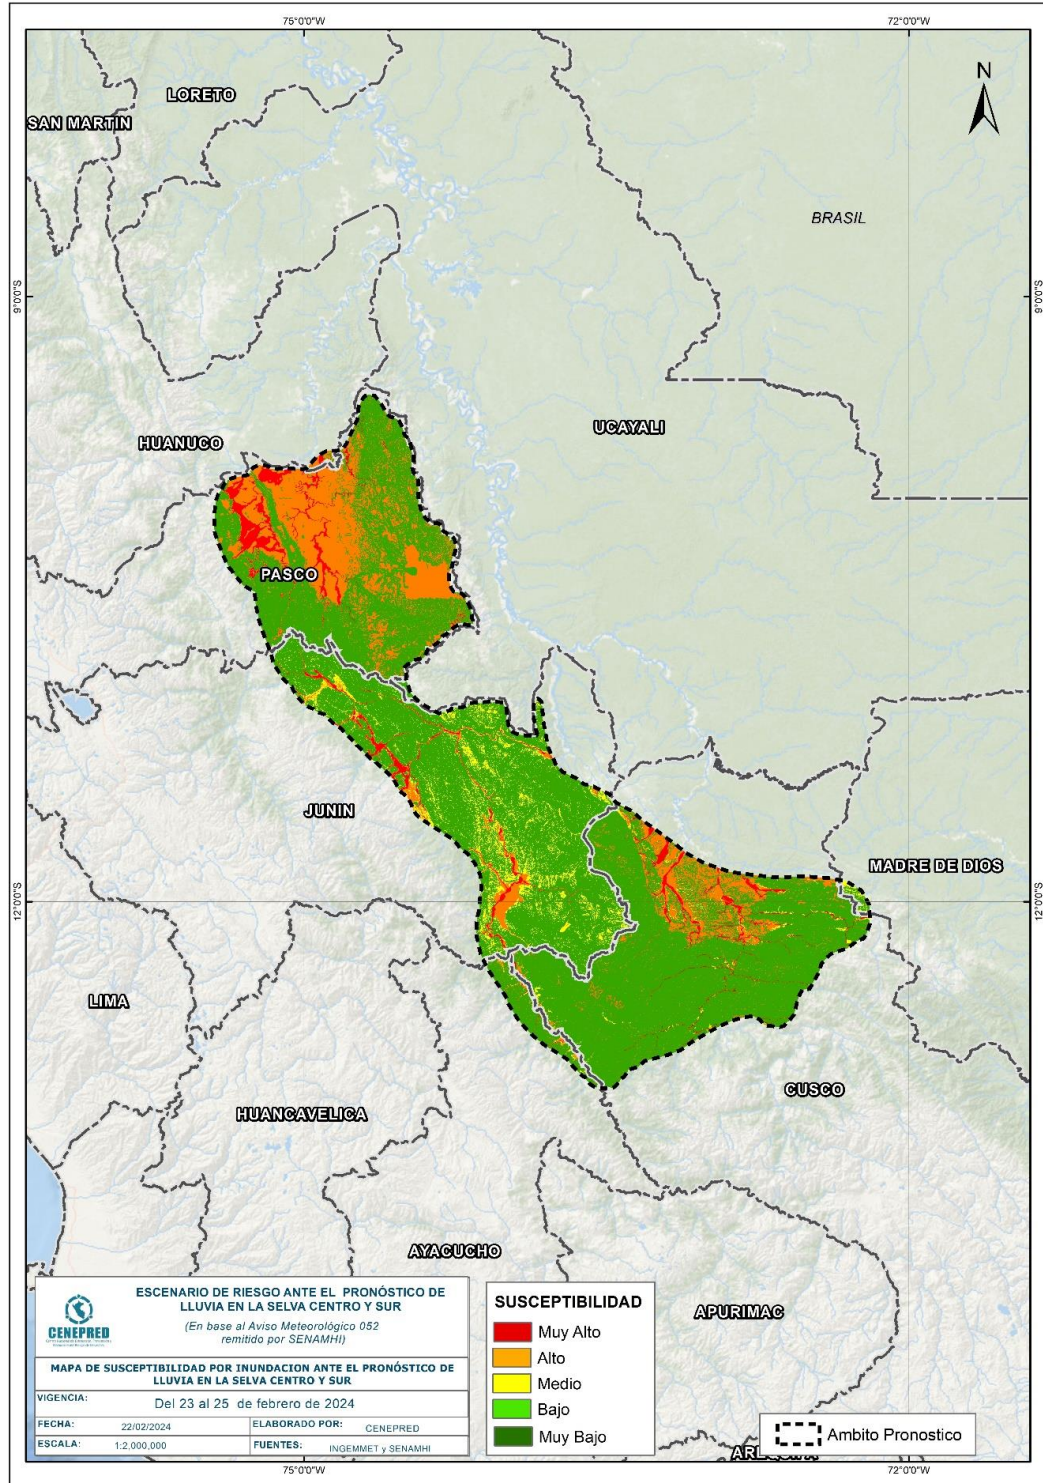 75°0'0"W
72°0'0"W
N
LORETO
SAN MARTIN
BRASIL
9°0'0"S
9°0'0"S
HUANUCO
UCAYALI
PASCO
JUNIN
MADRE DE DIOS
12°0'0"S
12°0'0"S
LIMA
CUSCO
HUANCAVELICA
AYACUCHO
APURIMAC
AREQUIPA
CENEPRED
ESCENARIO DE RIESGO ANTE EL PRONÓSTICO DE
LLUVIA EN LA SELVA CENTRO Y SUR
(En base al Aviso Meteorológico 052
remitido por SENAMHI)
MAPA DE SUSCEPTIBILIDAD POR INUNDACION ANTE EL PRONÓSTICO DE
LLUVIA EN LA SELVA CENTRO Y SUR
VIGENCIA: Del 23 al 25 de febrero de 2024
FECHA: 22/02/2024 ELABORADO POR: CENEPRED
ESCALA: 1:2,000,000 FUENTES: INGEMMET y SENAMHI
SUSCEPTIBILIDAD
Muy Alto
Alto
Medio
Bajo
Muy Bajo
Ambito Pronostico
75°0'0"W
72°0'0"W